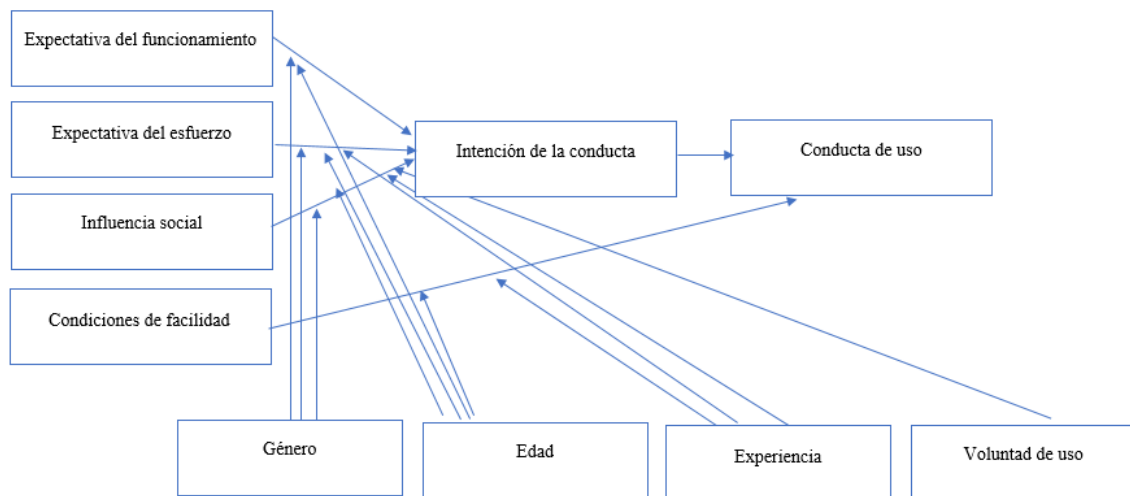 Expectativa del funcionamiento
Expectativa del esfuerzo
Intención de la conducta
Conducta de uso
Influencia social
Condiciones de facilidad
Género
Edad
Experiencia
Voluntad de uso